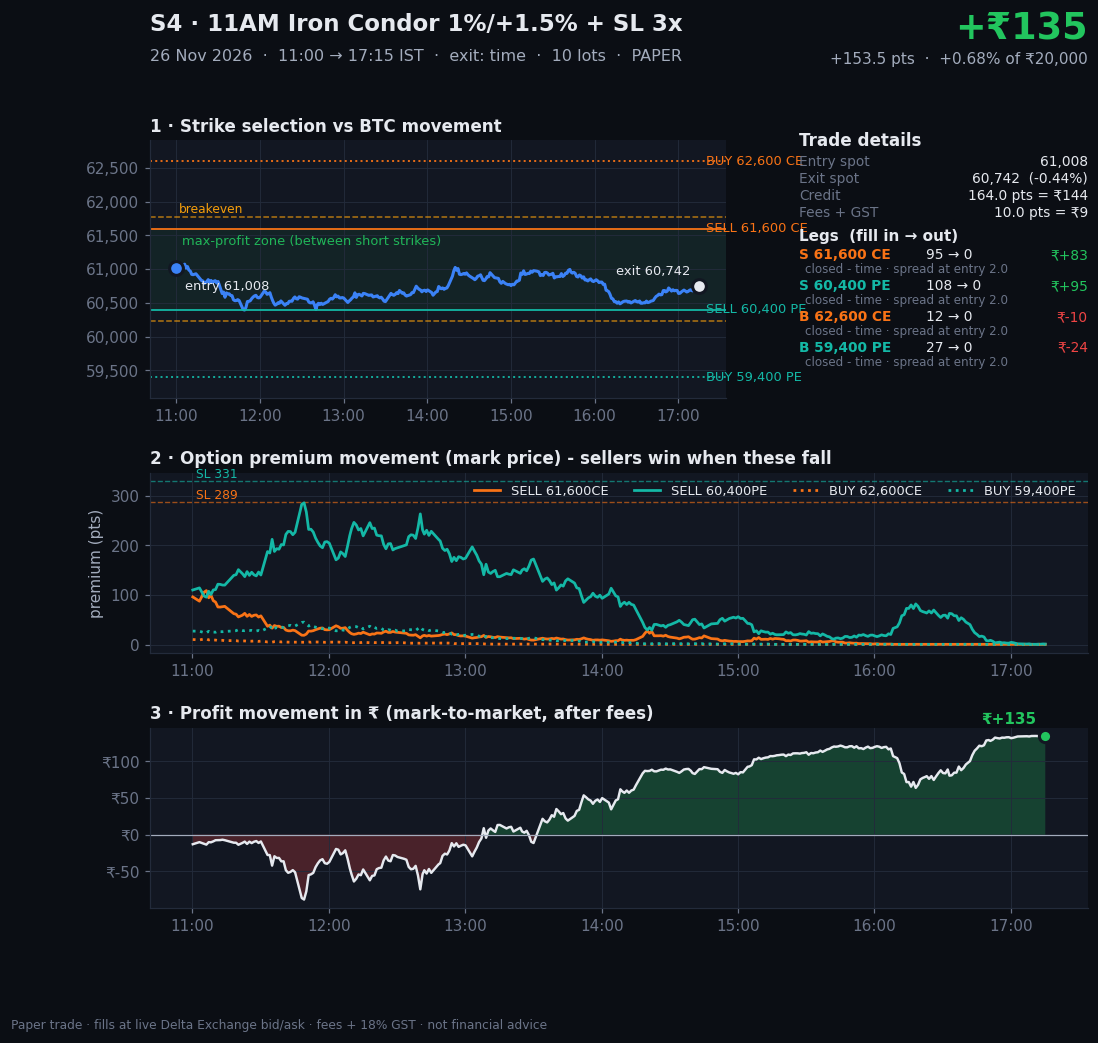 S4 · 11AM Iron Condor 1%/+1.5% + SL 3x
+₹135
26 Nov 2026 · 11:00 → 17:15 IST · exit: time · 10 lots · PAPER
+153.5 pts · +0.68% of ₹20,000
1 · Strike selection vs BTC movement
62,500
62,000
61,500
61,000
60,500
60,000
59,500
BUY 62,600 CE
breakeven
SELL 61,600 CE
max-profit zone (between short strikes)
entry 61,008
exit 60,742
SELL 60,400 PE
BUY 59,400 PE
11:00 12:00 13:00 14:00 15:00 16:00 17:00
Trade details
Entry spot 61,008
Exit spot 60,742 (-0.44%)
Credit 164.0 pts = ₹144
Fees + GST 10.0 pts = ₹9
Legs (fill in → out)
S 61,600 CE 95 → 0 ₹+83
closed - time · spread at entry 2.0
S 60,400 PE 108 → 0 ₹+95
closed - time · spread at entry 2.0
B 62,600 CE 12 → 0 ₹-10
closed - time · spread at entry 2.0
B 59,400 PE 27 → 0 ₹-24
closed - time · spread at entry 2.0
2 · Option premium movement (mark price) - sellers win when these fall
SL 331
SL 289
SELL 61,600CE SELL 60,400PE BUY 62,600CE BUY 59,400PE
premium (pts)
300
200
100
0
11:00 12:00 13:00 14:00 15:00 16:00 17:00
3 · Profit movement in ₹ (mark-to-market, after fees)
₹+135
₹100
₹50
₹0
₹-50
11:00 12:00 13:00 14:00 15:00 16:00 17:00
Paper trade · fills at live Delta Exchange bid/ask · fees + 18% GST · not financial advice